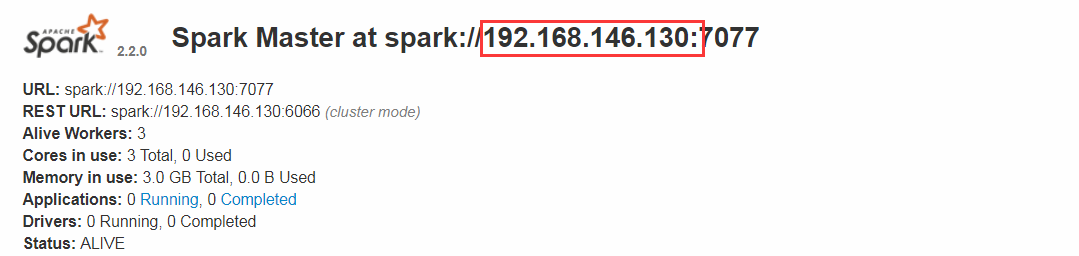 APACHE
Spark 2.2.0 Spark Master at spark://192.168.146.130:7077
URL: spark://192.168.146.130:7077
REST URL: spark://192.168.146.130:6066 (cluster mode)
Alive Workers: 3
Cores in use: 3 Total, 0 Used
Memory in use: 3.0 GB Total, 0.0 B Used
Applications: 0 Running, 0 Completed
Drivers: 0 Running, 0 Completed
Status: ALIVE